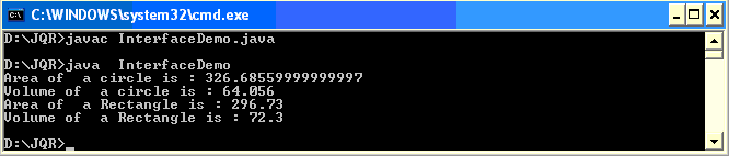 C:\WINDOWS\system32\cmd.exe
D:\JQR>javac InterfaceDemo.java
D:\JQR>java  InterfaceDemo
Area of  a circle is : 326.68559999999997
Volume of  a circle is : 64.056
Area of  a Rectangle is : 296.73
Volume of  a Rectangle is : 72.3
D:\JQR>